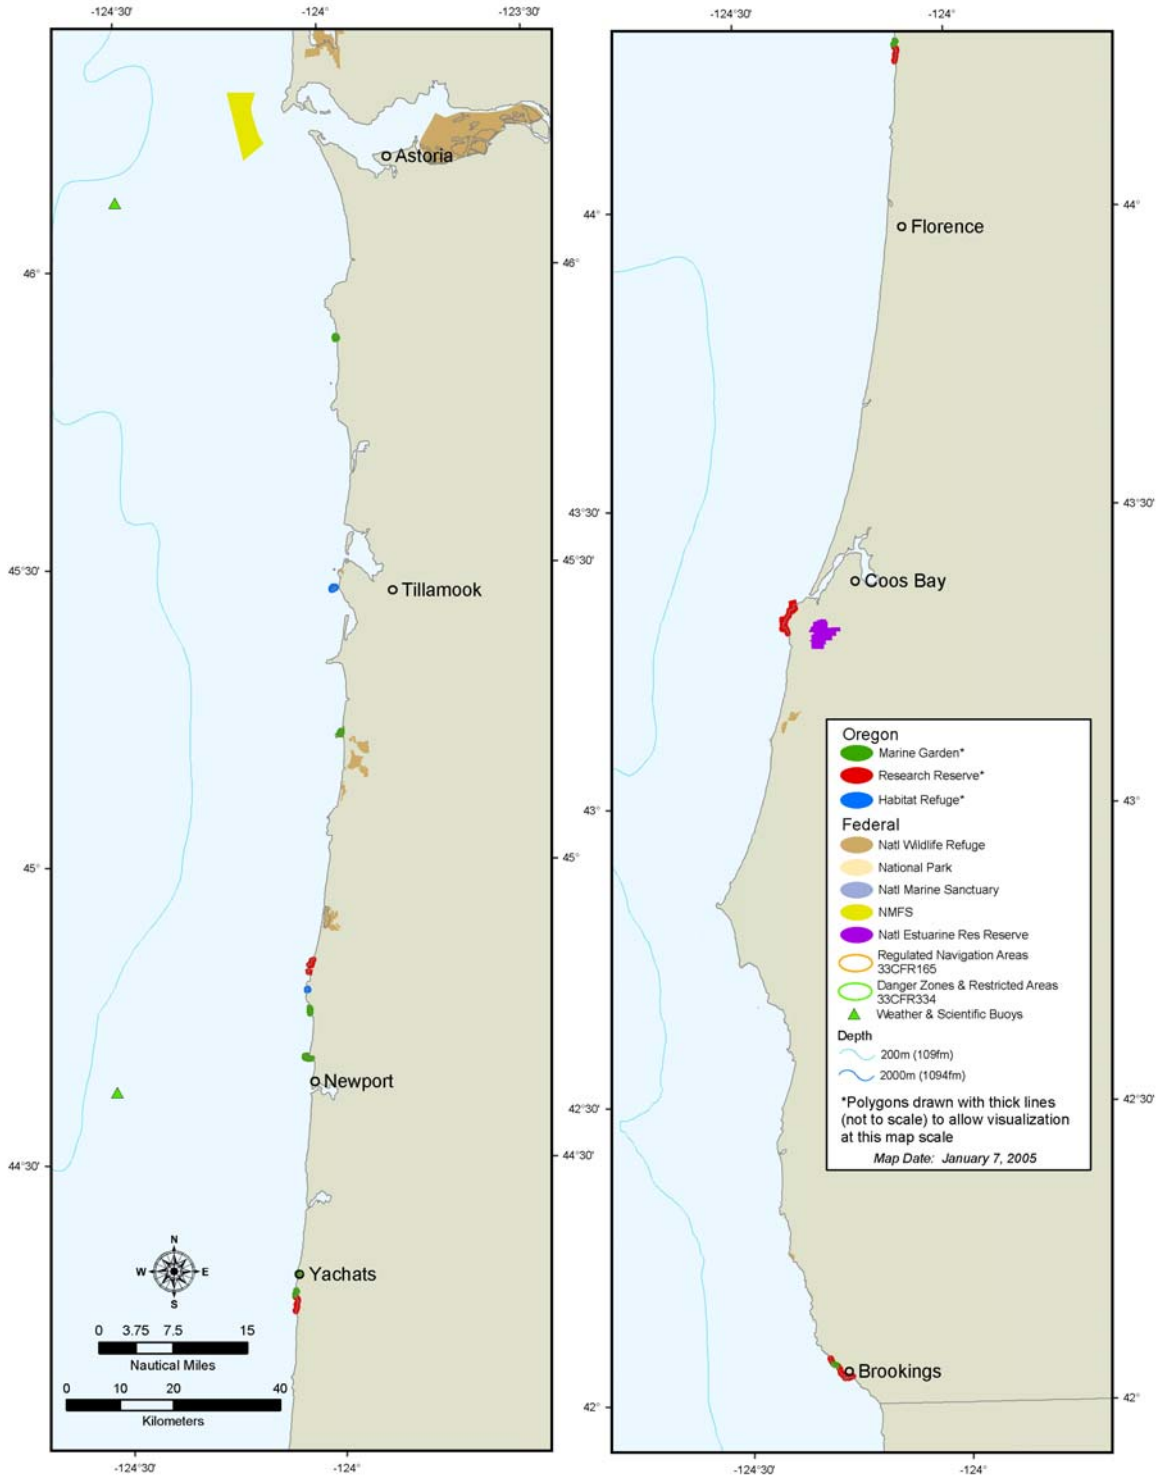 -124°30'
-124°
-123°30'
Astoria
46°
46°
45°30'
45°30'
Tillamook
45°
45°
Newport
44°30'
44°30'
Yachats
N
W
E
S
0 3.75 7.5 15
Nautical Miles
0 10 20 40
Kilometers
-124°30'
-124°
-124°30'
-124°
44°
44°
Florence
43°30'
43°30'
Coos Bay
43°
43°
42°30'
42°30'
Brookings
42°
42°
-124°30'
-124°
Oregon
Marine Garden*
Research Reserve*
Habitat Refuge*
Federal
Natl Wildlife Refuge
National Park
Natl Marine Sanctuary
NMFS
Natl Estuarine Res Reserve
Regulated Navigation Areas
33CFR165
Danger Zones & Restricted Areas
33CFR334
Weather & Scientific Buoys
Depth
200m (109fm)
2000m (1094fm)
*Polygons drawn with thick lines
(not to scale) to allow visualization
at this map scale
Map Date: January 7, 2005